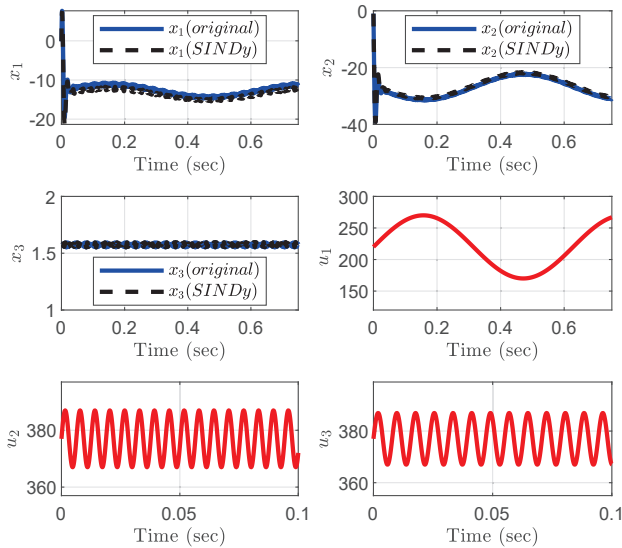 x1(original)
x1(SINDy)
x1
0
-10
-20
0 0.2 0.4 0.6
Time (sec)
x2(original)
x2(SINDy)
x2
0
-20
-40
0 0.2 0.4 0.6
Time (sec)
x3
2
1.5
1
x3(original)
x3(SINDy)
0 0.2 0.4 0.6
Time (sec)
u1
300
250
200
150
0 0.2 0.4 0.6
Time (sec)
u2
380
360
0 0.05 0.1
Time (sec)
u3
380
360
0 0.05 0.1
Time (sec)